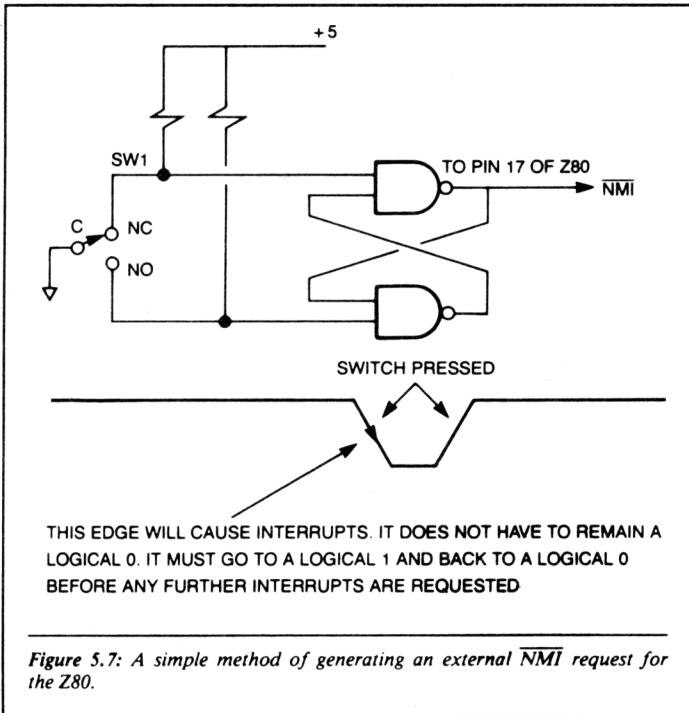 +5
SW1
C
NC
NO
TO PIN 17 OF Z80
N̅M̅I̅
SWITCH PRESSED
THIS EDGE WILL CAUSE INTERRUPTS. IT DOES NOT HAVE TO REMAIN A
LOGICAL 0. IT MUST GO TO A LOGICAL 1 AND BACK TO A LOGICAL 0
BEFORE ANY FURTHER INTERRUPTS ARE REQUESTED
Figure 5.7: A simple method of generating an external N̅M̅I̅ request for
the Z80.